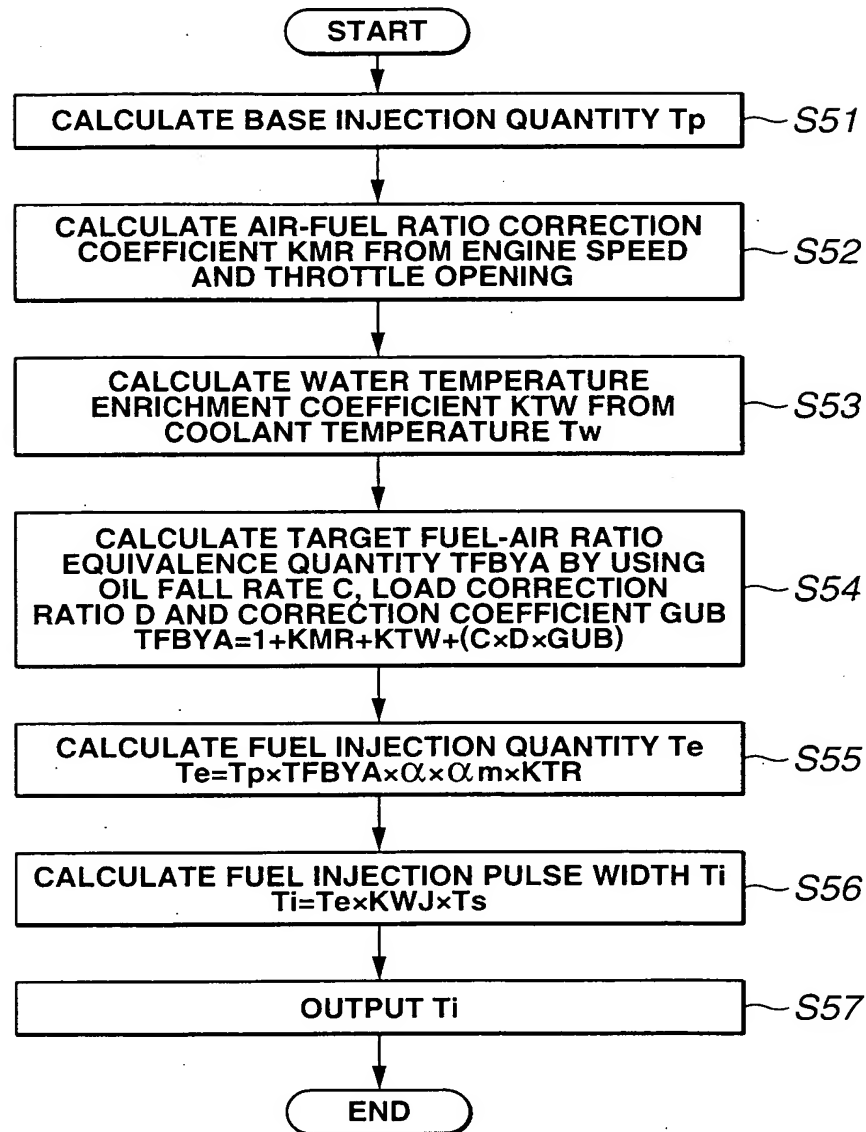 START
CALCULATE BASE INJECTION QUANTITY Tp
S51
CALCULATE AIR-FUEL RATIO CORRECTION
COEFFICIENT KMR FROM ENGINE SPEED
AND THROTTLE OPENING
S52
CALCULATE WATER TEMPERATURE
ENRICHMENT COEFFICIENT KTW FROM
COOLANT TEMPERATURE Tw
S53
CALCULATE TARGET FUEL-AIR RATIO
EQUIVALENCE QUANTITY TFBYA BY USING
OIL FALL RATE C, LOAD CORRECTION
RATIO D AND CORRECTION COEFFICIENT GUB
TFBYA=1+KMR+KTW+(C×D×GUB)
S54
CALCULATE FUEL INJECTION QUANTITY Te
Te=Tp×TFBYA×α×αm×KTR
S55
CALCULATE FUEL INJECTION PULSE WIDTH Ti
Ti=Te×KWJ×Ts
S56
OUTPUT Ti
S57
END